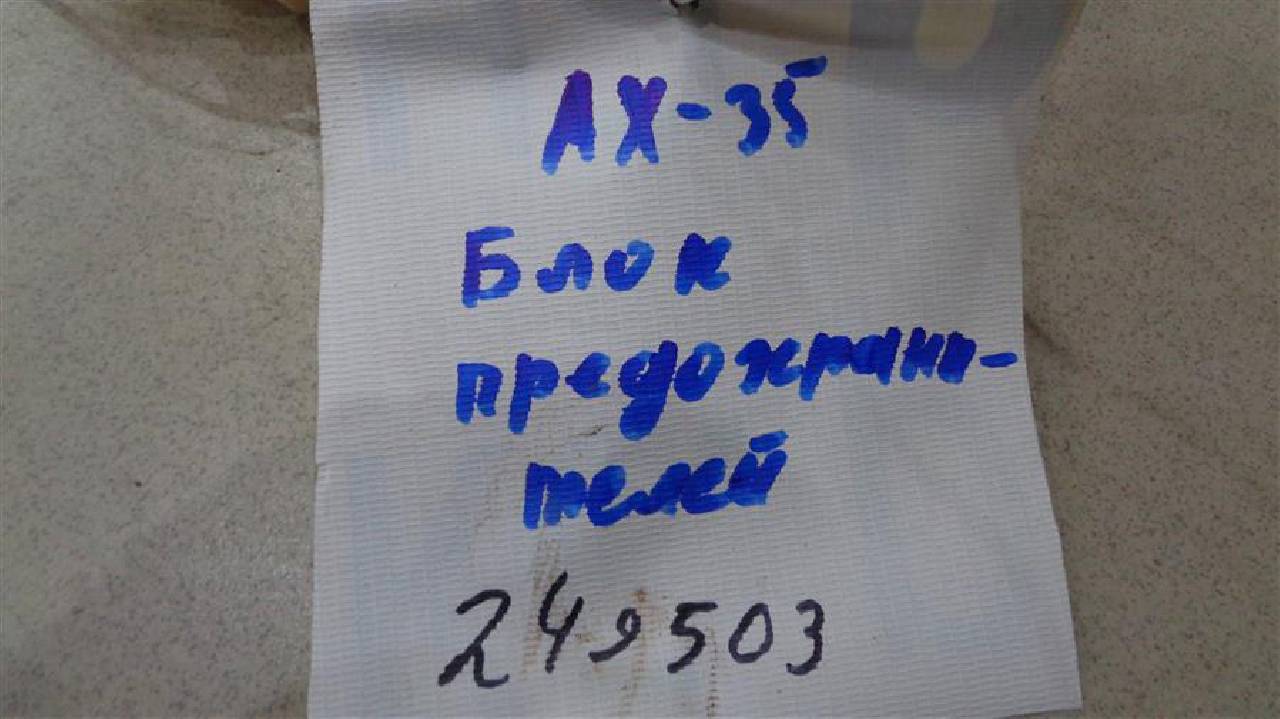 АХ-35
Блок
предохрани-
телей
249503